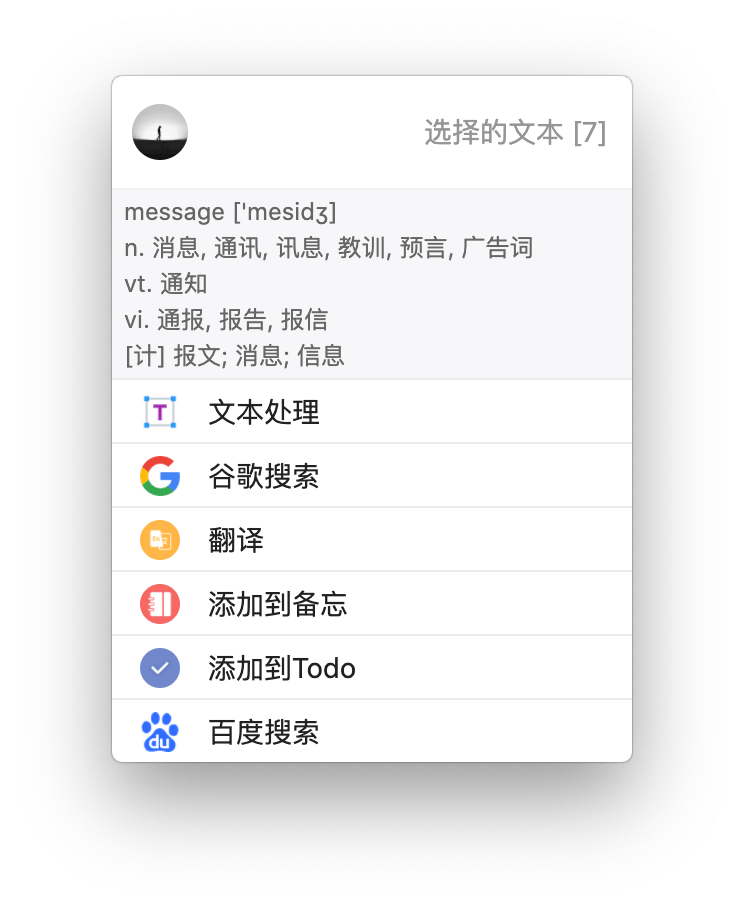 选择的文本 [7]
message ['mesidʒ]
n. 消息, 通讯, 讯息, 教训, 预言, 广告词
vt. 通知
vi. 通报, 报告, 报信
[计] 报文; 消息; 信息
T 文本处理
谷歌搜索
翻译
添加到备忘
添加到Todo
du 百度搜索